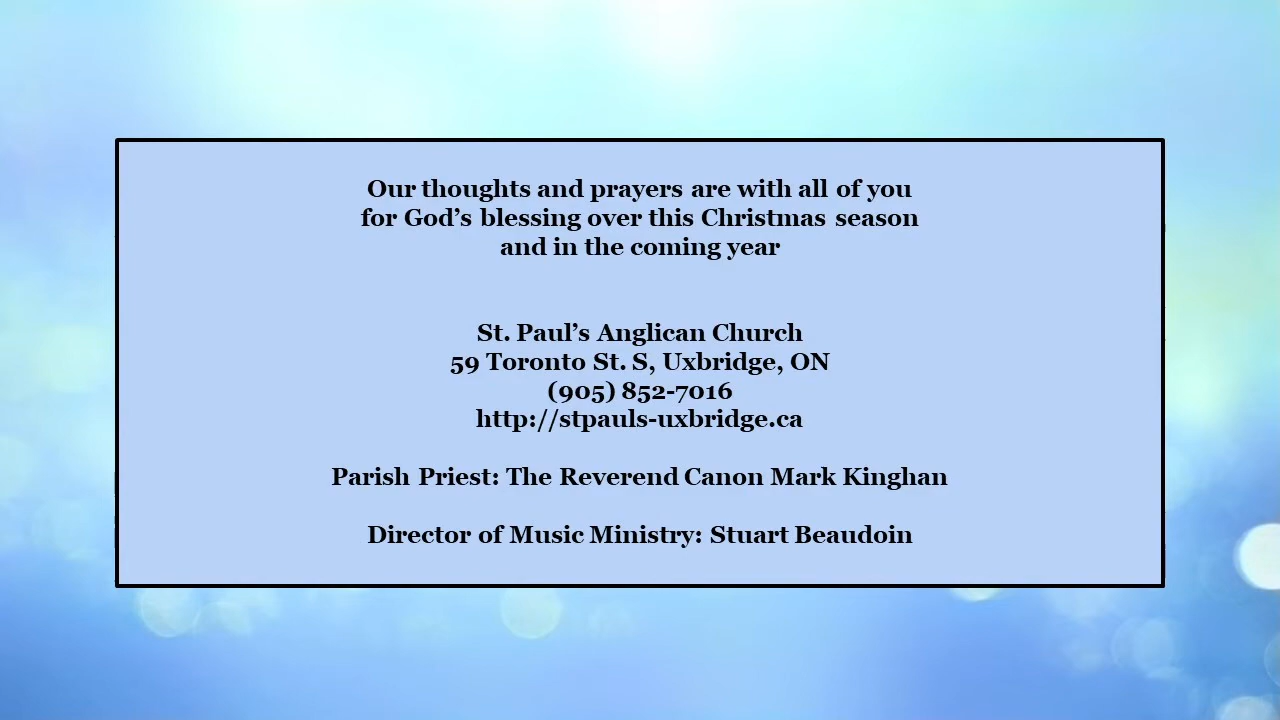 Our thoughts and prayers are with all of you
for God’s blessing over this Christmas season
and in the coming year
St. Paul’s Anglican Church
59 Toronto St. S, Uxbridge, ON
(905) 852-7016
http://stpauls-uxbridge.ca
Parish Priest: The Reverend Canon Mark Kinghan
Director of Music Ministry: Stuart Beaudoin